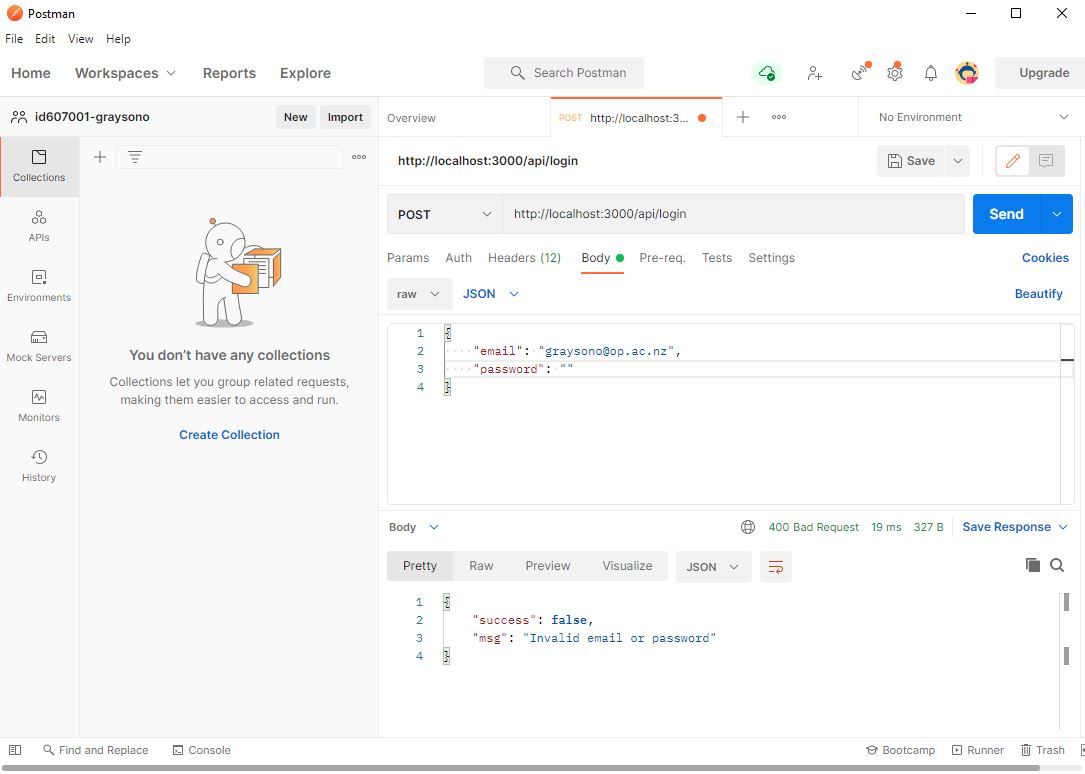 Postman
File Edit View Help
Home Workspaces Reports Explore Search Postman Upgrade
id607001-graysono New Import
Overview POST http://localhost:3... No Environment
Collections
APIs
Environments
Mock Servers
Monitors
History
You don't have any collections
Collections let you group related requests,
making them easier to access and run.
Create Collection
http://localhost:3000/api/login Save
POST http://localhost:3000/api/login Send
Params Auth Headers (12) Body Pre-req. Tests Settings Cookies
raw JSON Beautify
1 {
2 "email": "graysono@op.ac.nz",
3 "password": ""
4 }
Body 400 Bad Request 19 ms 327 B Save Response
Pretty Raw Preview Visualize JSON
1 {
2 "success": false,
3 "msg": "Invalid email or password"
4 }
Find and Replace Console Bootcamp Runner Trash